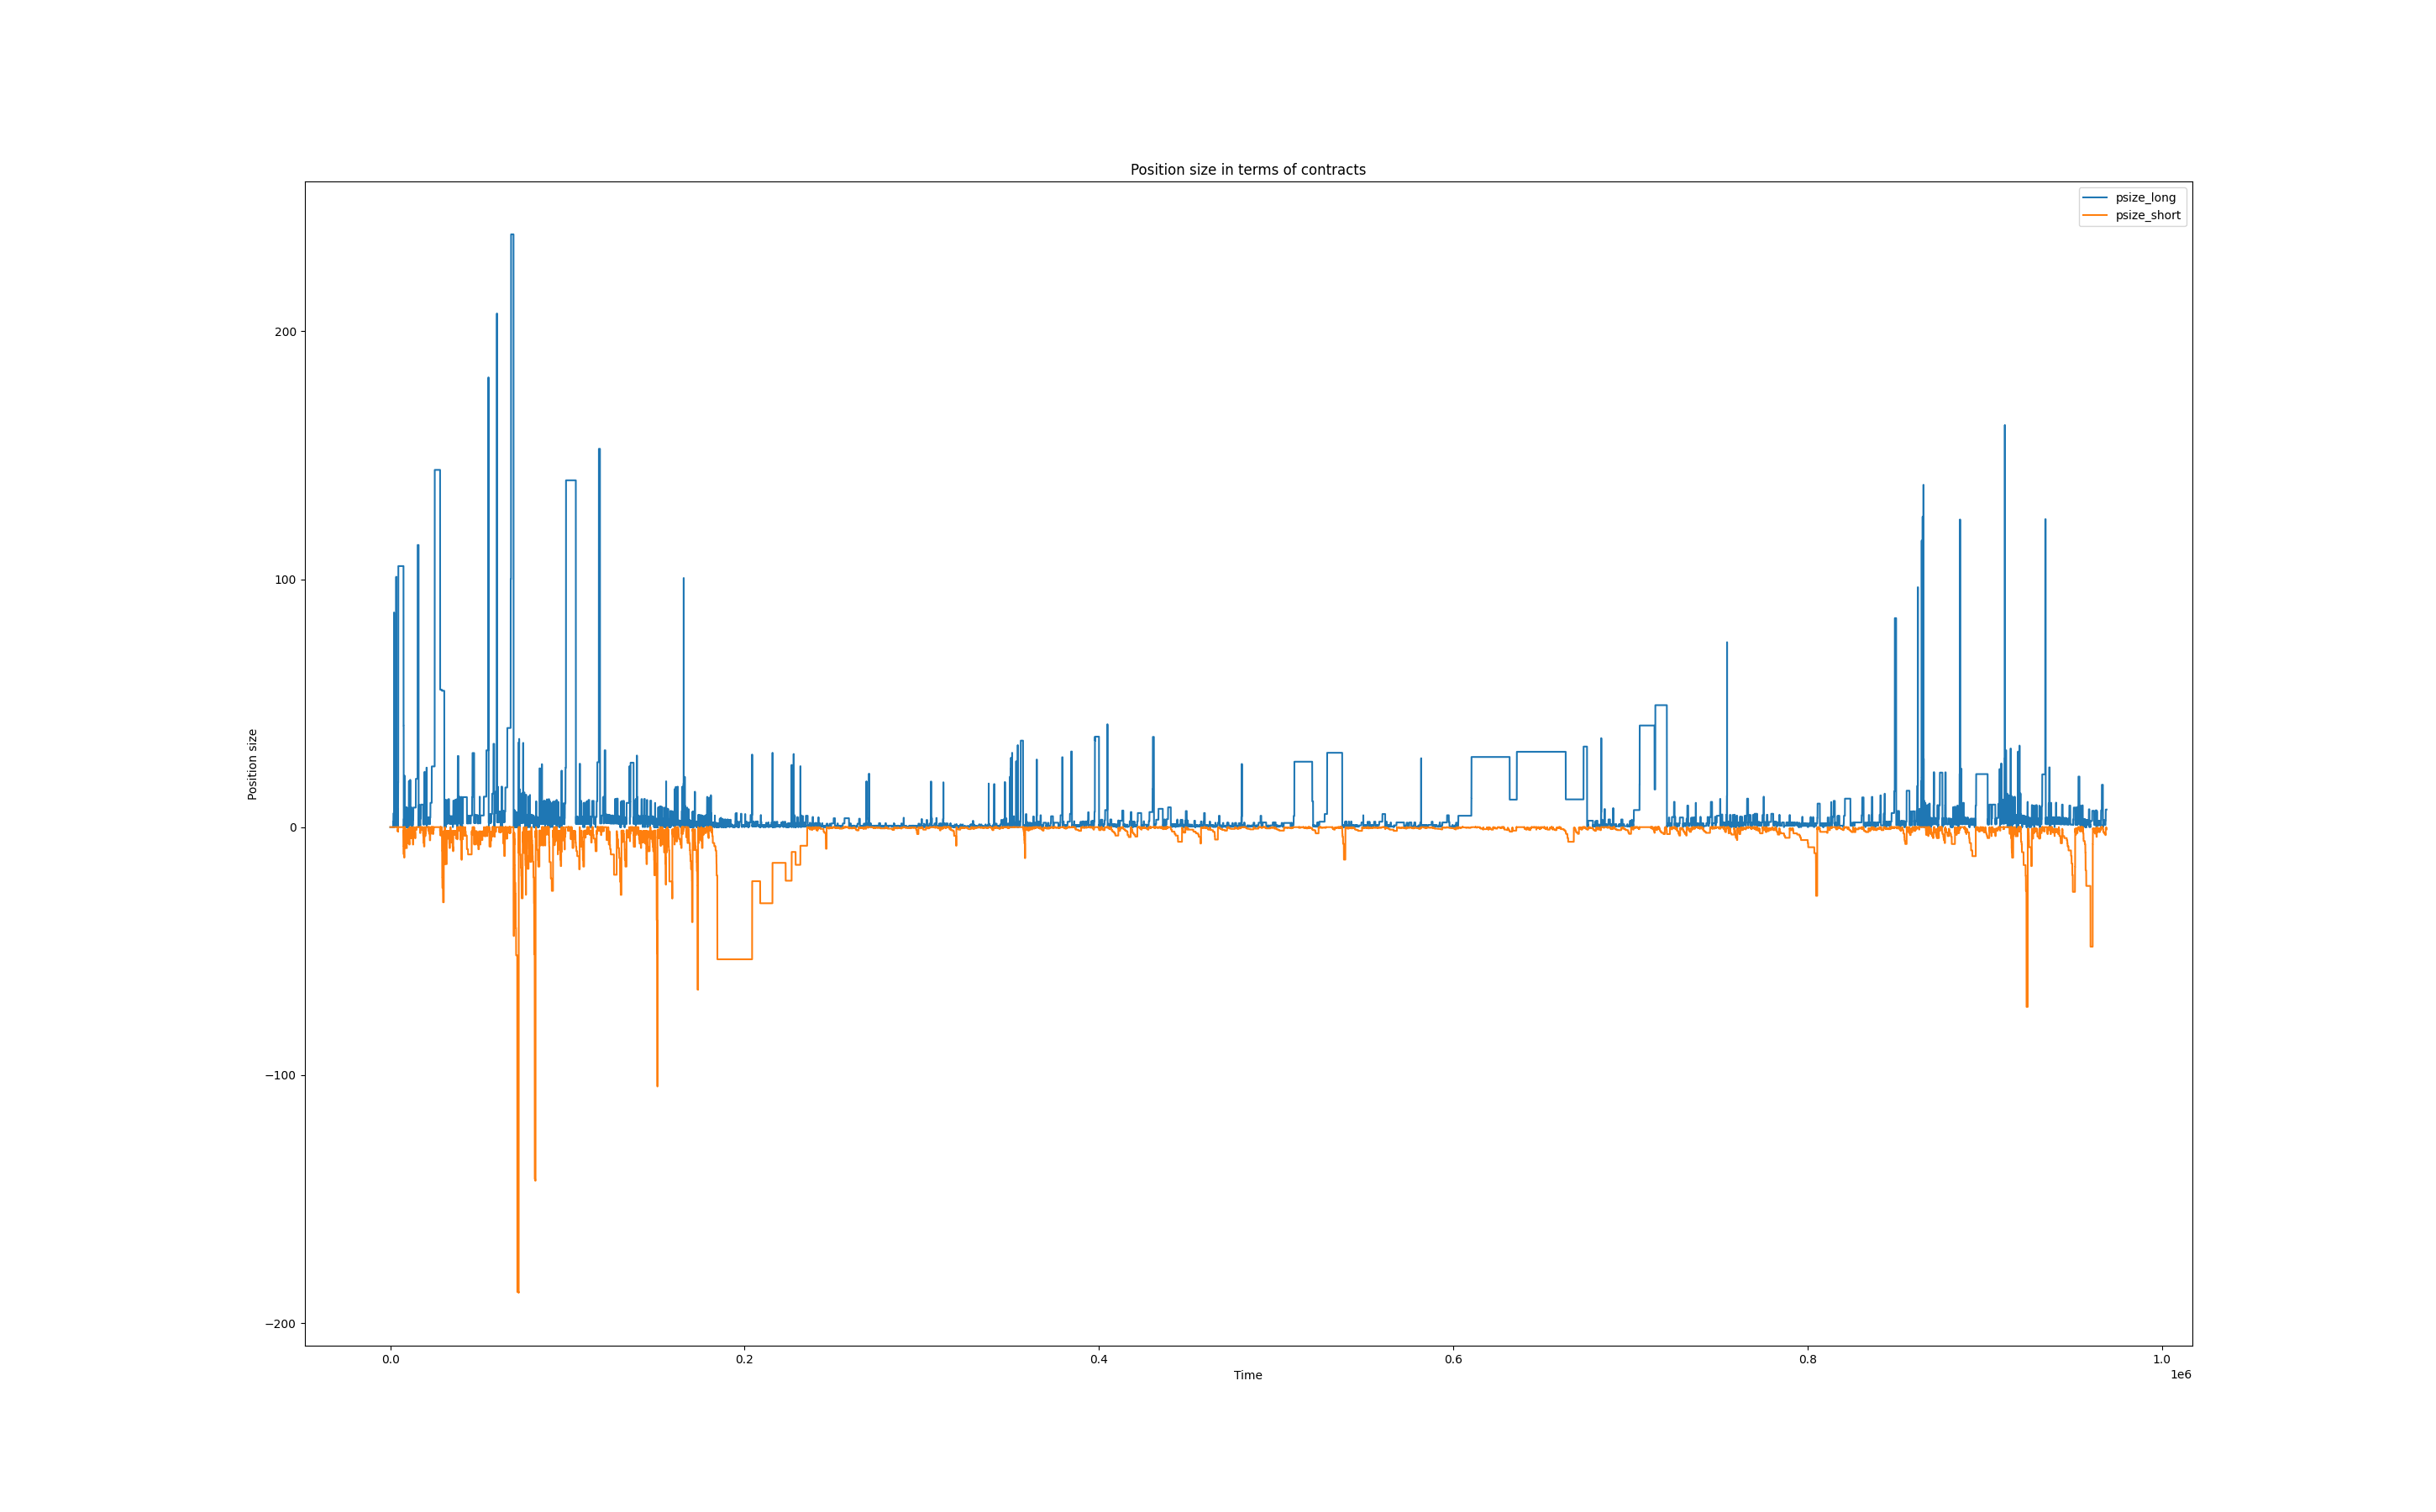 Position size in terms of contracts
psize_long
psize_short
Position size
200
100
0
−100
−200
0.0
0.2
0.4
0.6
0.8
1.0
Time
1e6